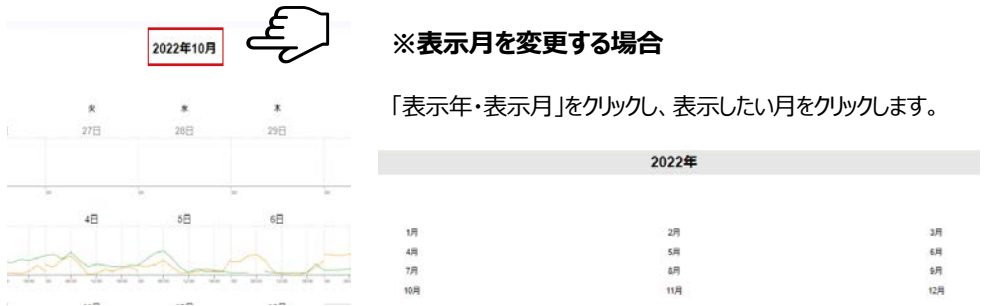 2022年10月
火 水 木
27日 28日 29日
4日 5日 6日
※表示月を変更する場合
「表示年・表示月」をクリックし、表示したい月をクリックします。
2022年
1月 2月 3月
4月 5月 6月
7月 8月 9月
10月 11月 12月